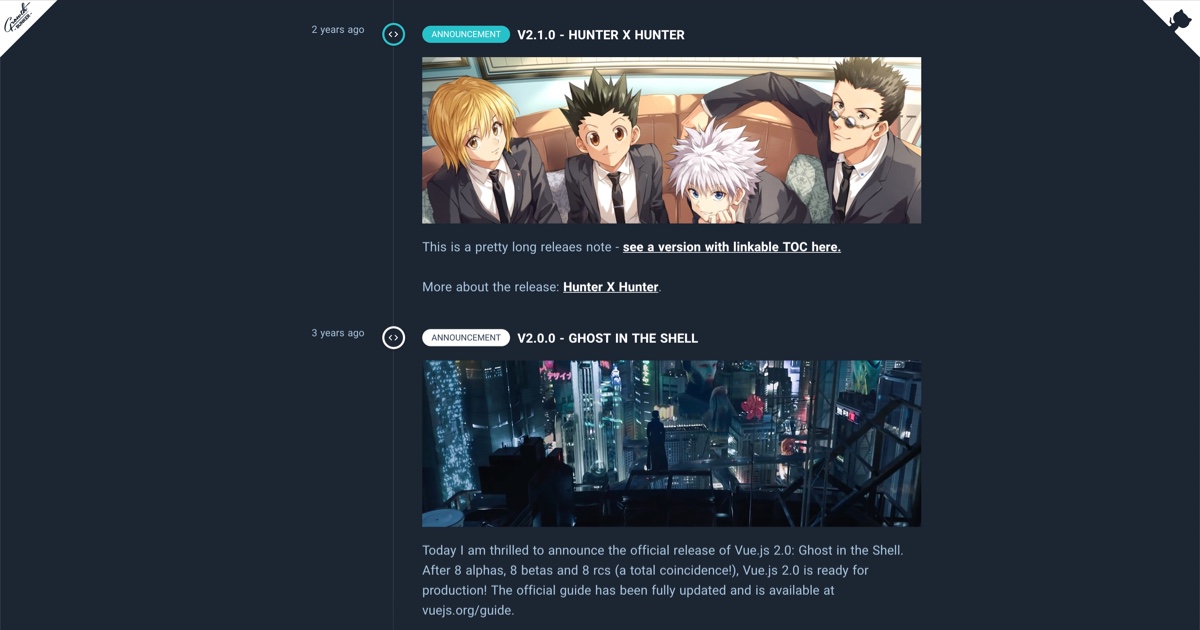 2 years ago
ANNOUNCEMENT V2.1.0 - HUNTER X HUNTER
This is a pretty long releaes note - see a version with linkable TOC here.
More about the release: Hunter X Hunter.
3 years ago
ANNOUNCEMENT V2.0.0 - GHOST IN THE SHELL
Today I am thrilled to announce the official release of Vue.js 2.0: Ghost in the Shell.
After 8 alphas, 8 betas and 8 rcs (a total coincidence!), Vue.js 2.0 is ready for
production! The official guide has been fully updated and is available at
vuejs.org/guide.